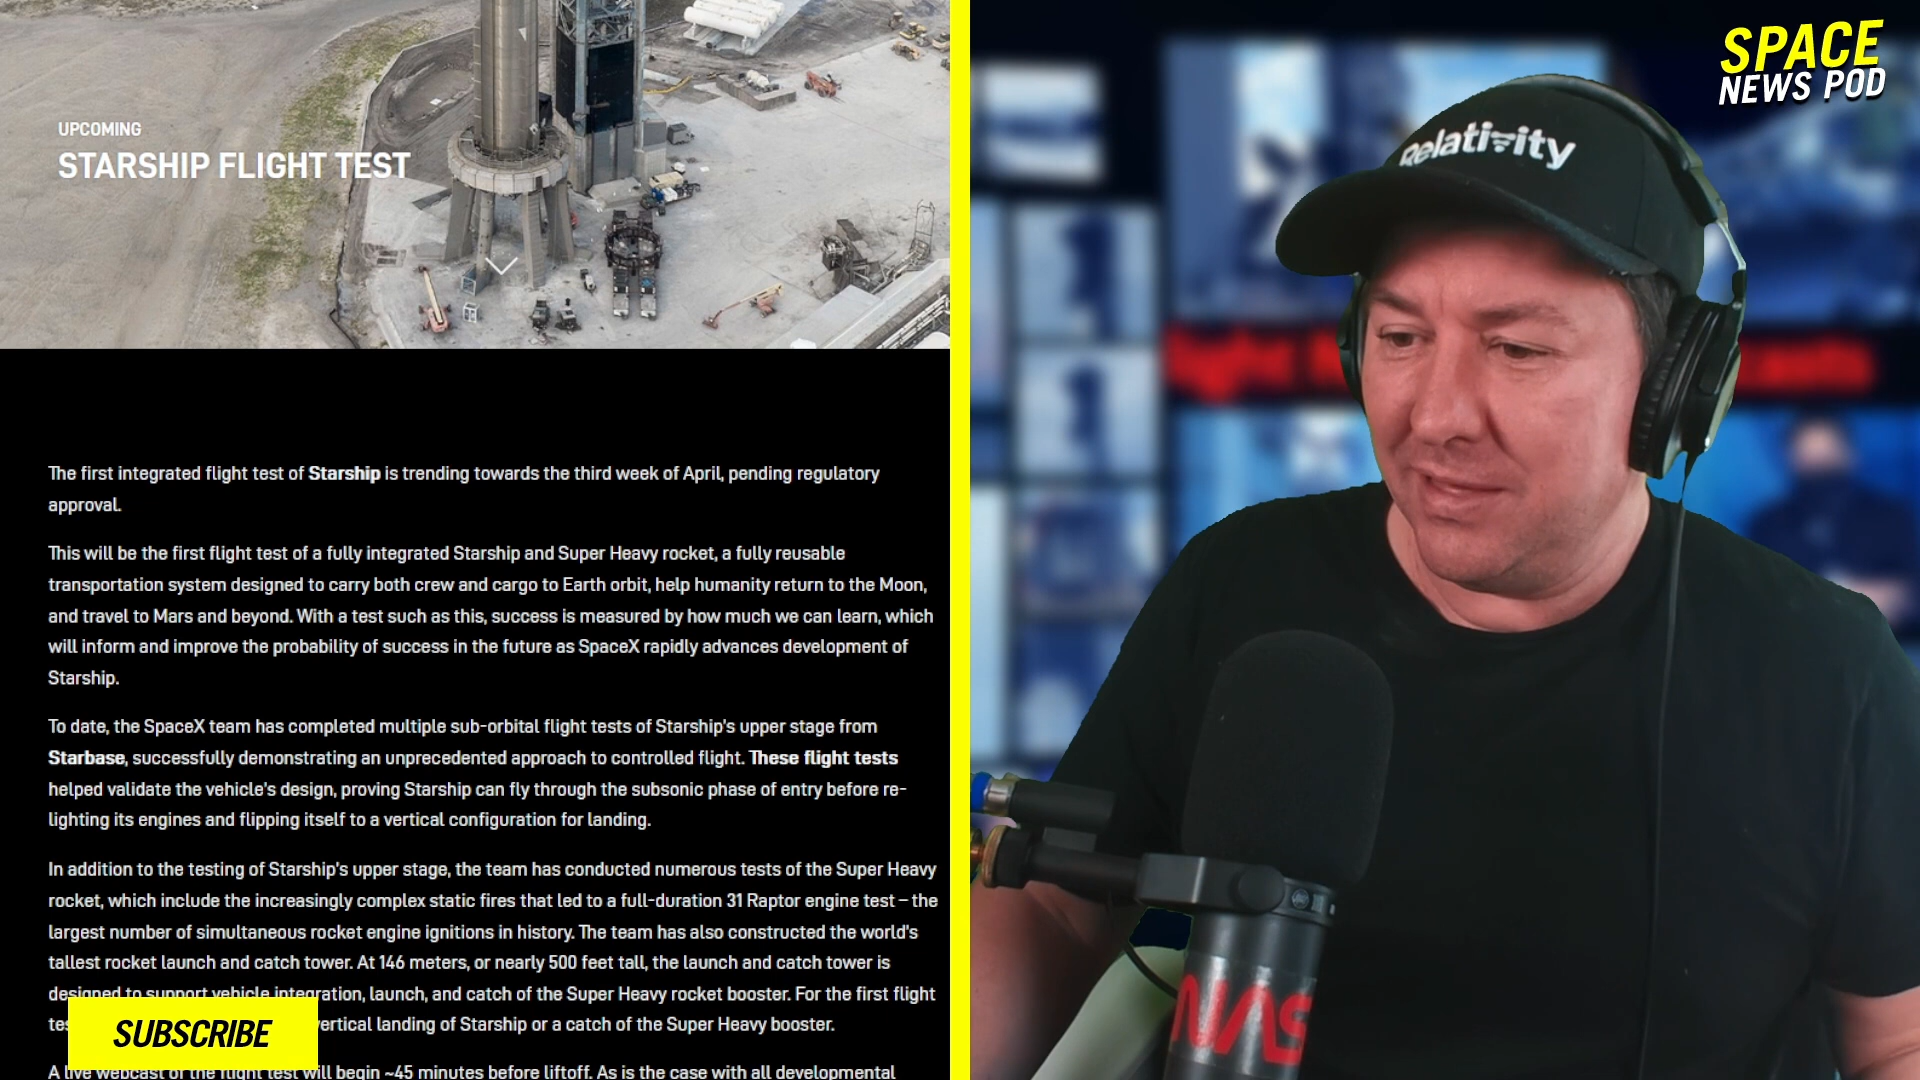 UPCOMING
STARSHIP FLIGHT TEST
The first integrated flight test of Starship is trending towards the third week of April, pending regulatory
approval.
This will be the first flight test of a fully integrated Starship and Super Heavy rocket, a fully reusable
transportation system designed to carry both crew and cargo to Earth orbit, help humanity return to the Moon,
and travel to Mars and beyond. With a test such as this, success is measured by how much we can learn, which
will inform and improve the probability of success in the future as SpaceX rapidly advances development of
Starship.
To date, the SpaceX team has completed multiple sub-orbital flight tests of Starship's upper stage from
Starbase, successfully demonstrating an unprecedented approach to controlled flight. These flight tests
helped validate the vehicle's design, proving Starship can fly through the subsonic phase of entry before re-
lighting its engines and flipping itself to a vertical configuration for landing.
In addition to the testing of Starship's upper stage, the team has conducted numerous tests of the Super Heavy
rocket, which include the increasingly complex static fires that led to a full-duration 31 Raptor engine test – the
largest number of simultaneous rocket engine ignitions in history. The team has also constructed the world's
tallest rocket launch and catch tower. At 146 meters, or nearly 500 feet tall, the launch and catch tower is
designed to support vehicle integration, launch, and catch of the Super Heavy rocket booster. For the first flight
vertical landing of Starship or a catch of the Super Heavy booster.
A live webcast of the flight test will begin ~45 minutes before liftoff. As is the case with all developmental
SUBSCRIBE
SPACE
NEWS POD
Relativity
NAS